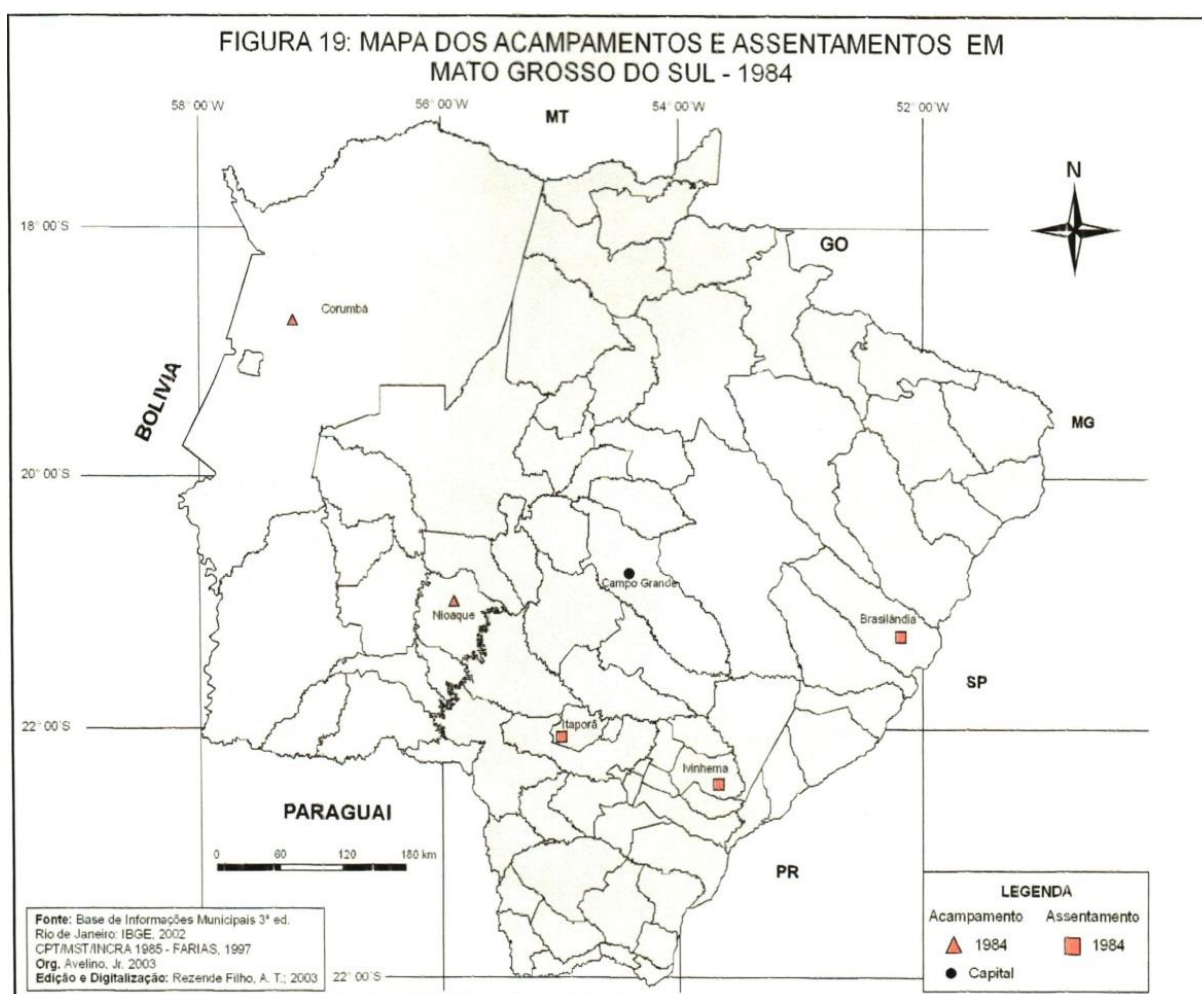 FIGURA 19: MAPA DOS ACAMPAMENTOS E ASSENTAMENTOS EM
MATO GROSSO DO SUL - 1984
58° 00'W
56° 00'W
54° 00'W
52° 00'W
MT
N
18° 00'S
GO
Corumbá
BOLIVIA
MG
20° 00'S
Campo Grande
Nioaque
Brasilândia
SP
22° 00'S
Itaporã
Ivinhema
PARAGUAI
0 60 120 180 km
PR
LEGENDA
Acampamento Assentamento
1984 1984
Capital
Fonte: Base de Informações Municipais 3ª ed.
Rio de Janeiro: IBGE, 2002
CPT/MST/INCRA 1985 - FARIAS, 1997
Org. Avelino, Jr. 2003
Edição e Digitalização: Rezende Filho, A. T.; 2003
22° 00'S